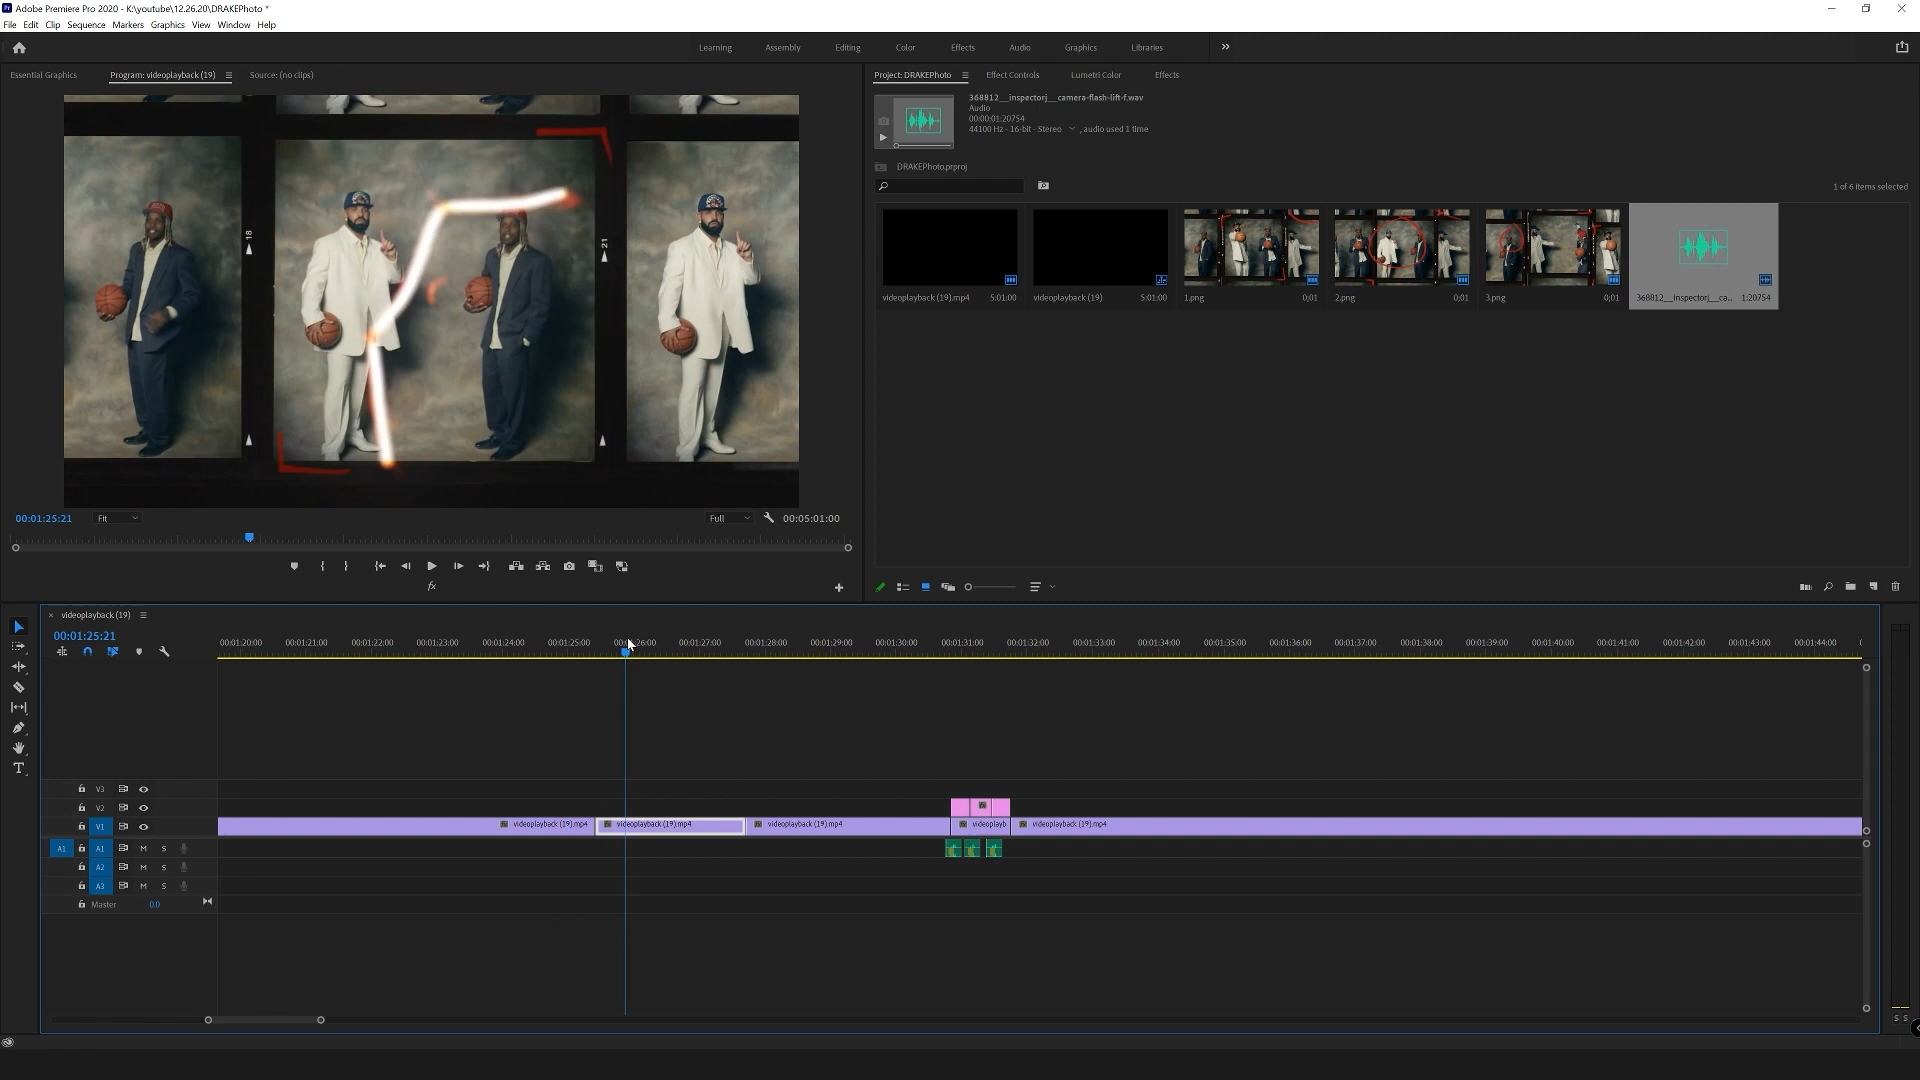 Adobe Premiere Pro 2020 - K:\youtube\12.26.20\DRAKEPhoto *
File Edit Clip Sequence Markers Graphics View Window Help
Learning Assembly Editing Color Effects Audio Graphics Libraries
Essential Graphics Program: videoplayback (19) Source: (no clips)
Project: DRAKEPhoto Effect Controls Lumetri Color Effects
368812__inspectorj__camera-flash-lift-f.wav
Audio
00:00:01:20754
44100 Hz - 16-bit - Stereo , audio used 1 time
DRAKEPhoto.prproj
1 of 6 items selected
18
21
videoplayback (19).mp4 5:01:00
videoplayback (19) 5:01:00
1.png 0;01
2.png 0;01
3.png 0;01
368812__inspectorj__ca... 1:20754
00:01:25:21 Fit Full 00:05:01:00
fx
videoplayback (19)
00:01:25:21
00:01:20:00 00:01:21:00 00:01:22:00 00:01:23:00 00:01:24:00 00:01:25:00 00:01:26:00 00:01:27:00 00:01:28:00 00:01:29:00 00:01:30:00 00:01:31:00 00:01:32:00 00:01:33:00 00:01:34:00 00:01:35:00 00:01:36:00 00:01:37:00 00:01:38:00 00:01:39:00 00:01:40:00 00:01:41:00 00:01:42:00 00:01:43:00 00:01:44:00
V3
V2
V1 videoplayback (19).mp4 videoplayback (19).mp4 videoplayback (19).mp4 videoplayb videoplayback (19).mp4
A1 A1 M S
A2 M S
A3 M S
Master 0.0
S S